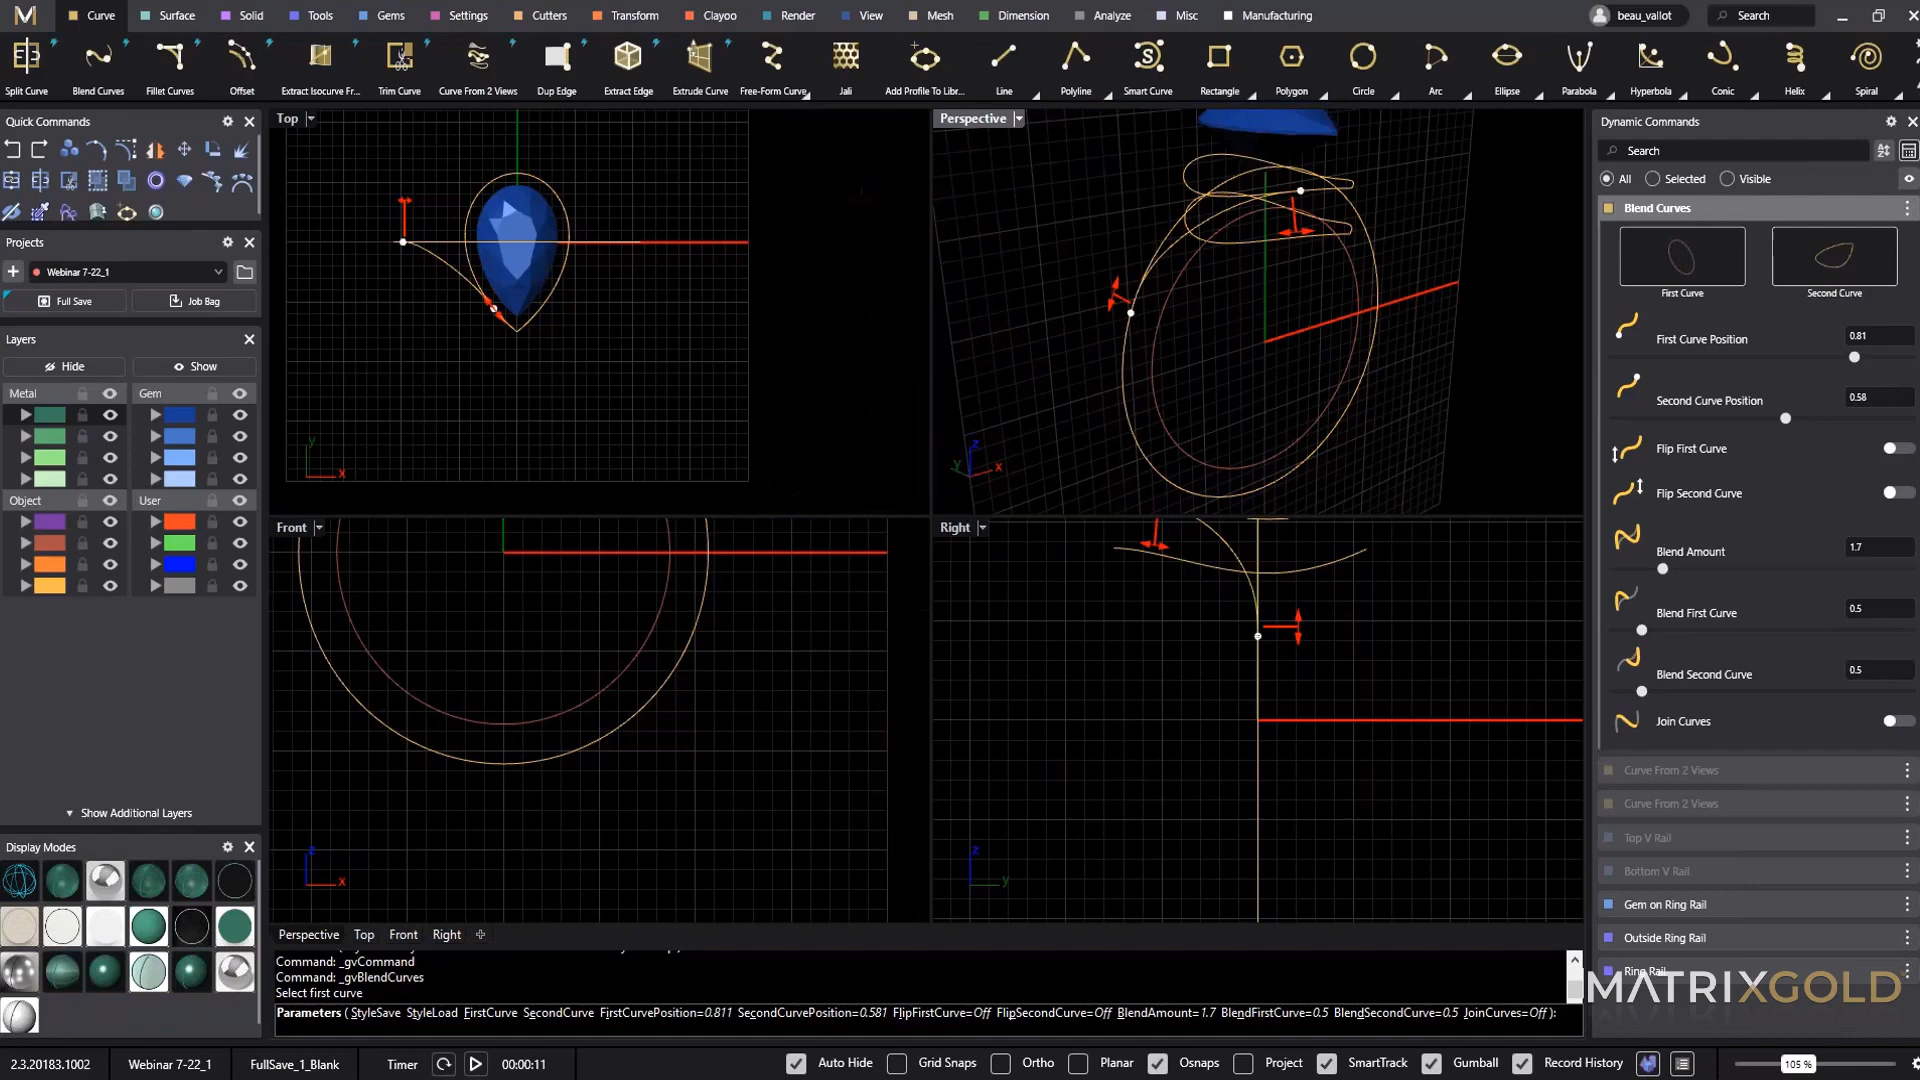 Curve Surface Solid Tools Gems Settings Cutters Transform Clayoo Render View Mesh Dimension Analyze Misc Manufacturing beau_vallot Search
Split Curve Blend Curves Fillet Curves Offset Extract Isocurve Fr... Trim Curve Curve From 2 Views Dup Edge Extract Edge Extrude Curve Free-Form Curve Jali Add Profile To Libr... Line Polyline Smart Curve Rectangle Polygon Circle Arc Ellipse Parabola Hyperbola Conic Helix Spiral
Quick Commands
Projects
Webinar 7-22_1
Full Save Job Bag
Layers
Hide Show
Metal Gem
Object User
Show Additional Layers
Display Modes
Top
y
x
Perspective
z
y
x
Front
z
x
Right
z
y
Perspective Top Front Right
Command: _gvCommand
Command: _gvBlendCurves
Select first curve
Parameters ( StyleSave StyleLoad FirstCurve SecondCurve FirstCurvePosition=0.811 SecondCurvePosition=0.581 FlipFirstCurve=Off FlipSecondCurve=Off BlendAmount=1.7 BlendFirstCurve=0.5 BlendSecondCurve=0.5 JoinCurves=Off ):
Dynamic Commands
Search
All Selected Visible
Blend Curves
First Curve Second Curve
First Curve Position 0.81
Second Curve Position 0.58
Flip First Curve
Flip Second Curve
Blend Amount 1.7
Blend First Curve 0.5
Blend Second Curve 0.5
Join Curves
Curve From 2 Views
Curve From 2 Views
Top V Rail
Bottom V Rail
Gem on Ring Rail
Outside Ring Rail
Ring Rail
MATRIXGOLD
2.3.20183.1002 Webinar 7-22_1 FullSave_1_Blank Timer 00:00:11 Auto Hide Grid Snaps Ortho Planar Osnaps Project SmartTrack Gumball Record History 105 %